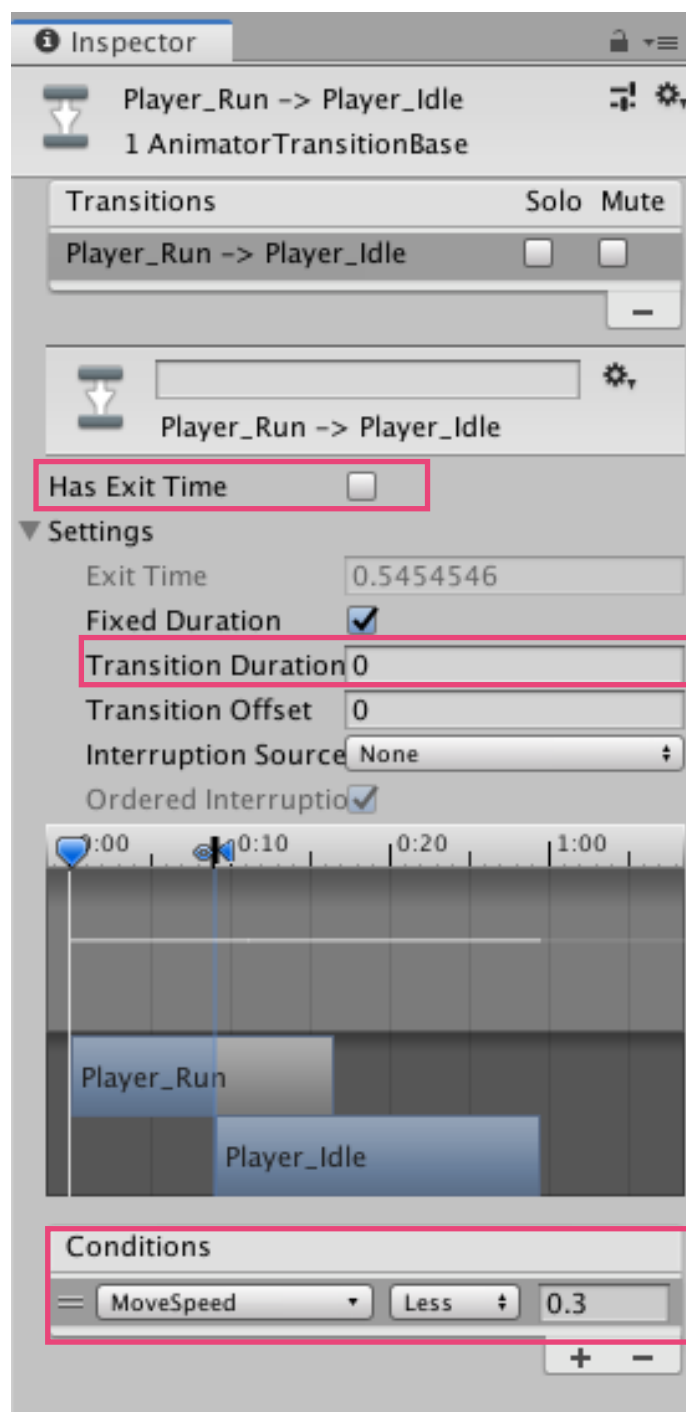 Inspector
Player_Run -> Player_Idle
1 AnimatorTransitionBase
Transitions Solo Mute
Player_Run -> Player_Idle
Player_Run -> Player_Idle
Has Exit Time
Settings
Exit Time 0.5454546
Fixed Duration
Transition Duration 0
Transition Offset 0
Interruption Source None
Ordered Interruptio
0:00 0:10 0:20 1:00
Player_Run
Player_Idle
Conditions
MoveSpeed Less 0.3